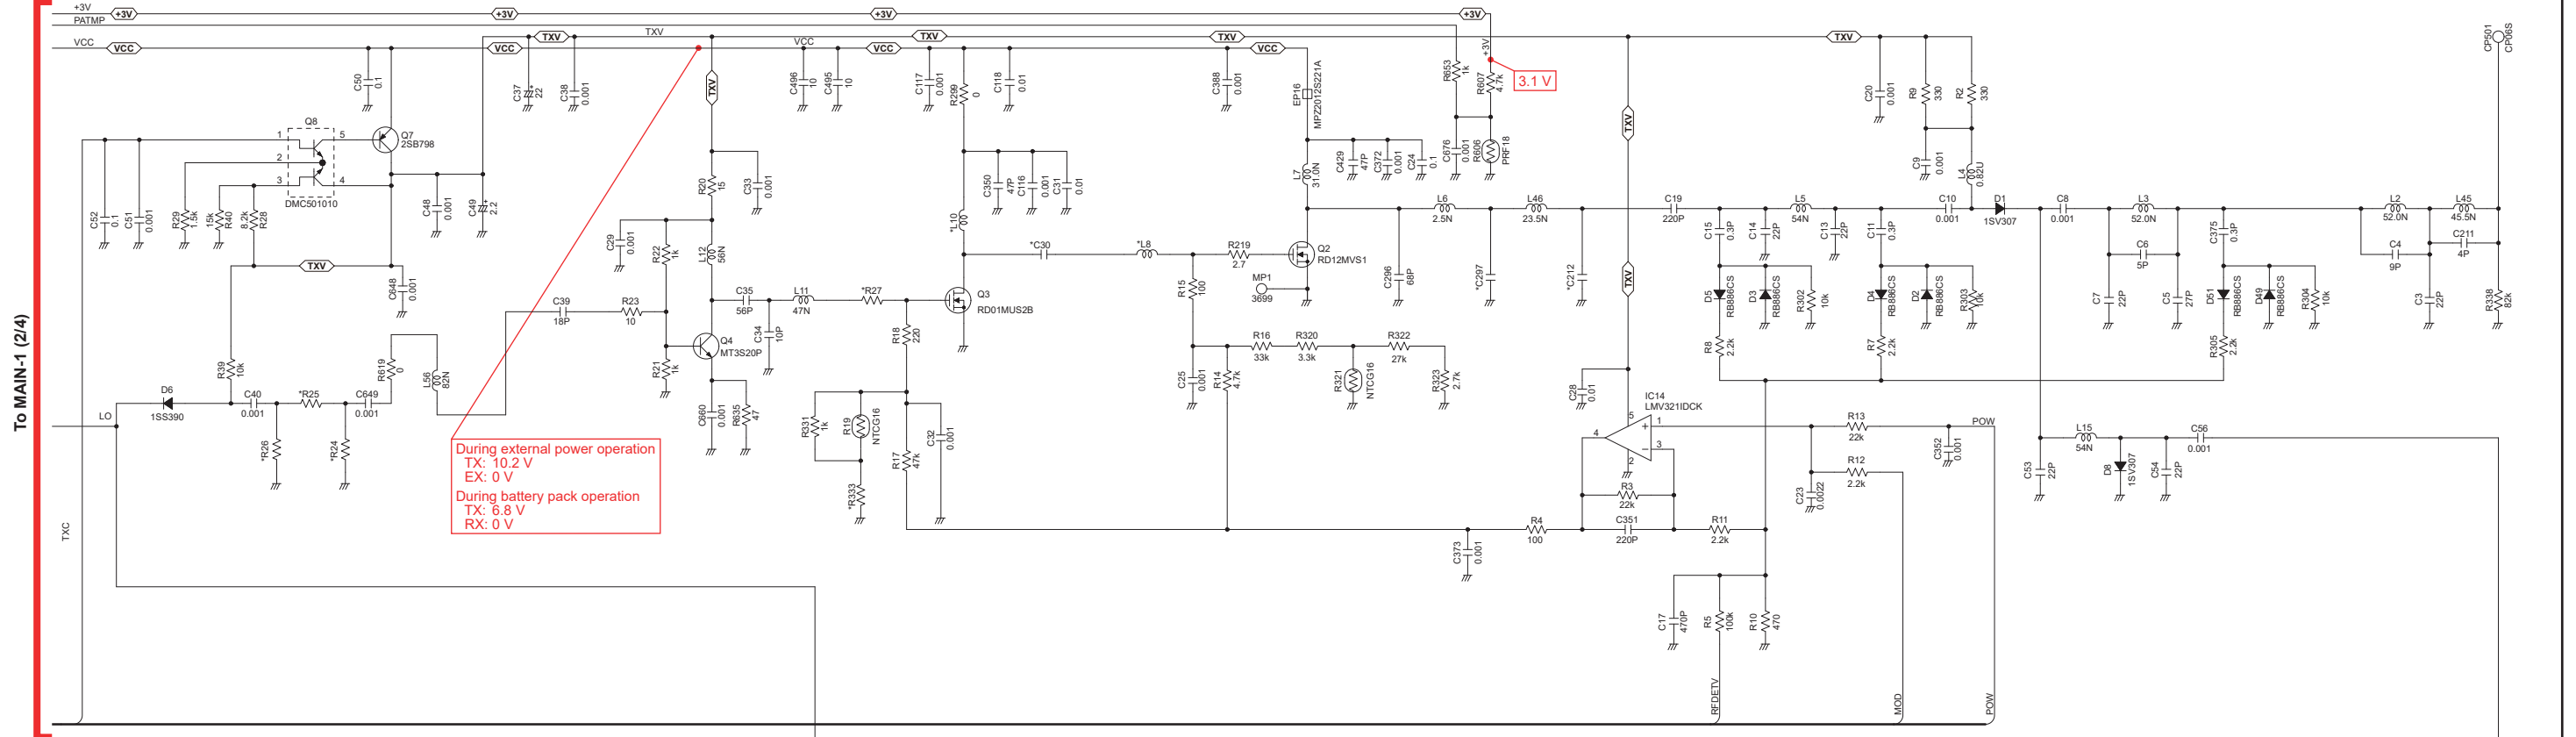 To MAIN-1 (2/4)
+3V
+3V
+3V
+3V
+3V
PATMP
VCC
VCC
VCC
VCC
VCC
VCC
TXV
TXV
TXV
TXV
TXV
C50
0.1
C37
22
C38
0.001
TXV
C496
10
C495
10
C117
0.001
R299
0
C118
0.01
C388
0.001
EP16
MPZ2012S221A
R653
1k
+3V
R607
4.7k
3.1 V
C20
0.001
R9
330
R2
330
CP501
CP06S
Q8
1
2
3
4
5
DMC501010
Q7
2SB798
C52
0.1
C51
0.001
R29
1.5k
15k
R40
8.2k
R28
C48
0.001
C49
2.2
TXV
C648
0.001
R20
15
C33
0.001
C29
0.001
R22
1k
L12
56N
*L10
C350
47P
C116
0.001
C31
0.01
L7
31.0N
C429
47P
C372
0.001
C24
0.1
C676
0.001
R606
PRF18
TXV
TXV
C9
0.001
L4
0.82U
*C30
*L8
R219
2.7
Q2
RD12MVS1
MP1
3699
R15
100
C296
68P
L6
2.5N
*C297
L46
23.5N
*C212
C19
220P
C15
0.3P
C14
22P
L5
54N
C13
22P
C11
0.3P
C10
0.001
D1
1SV307
C8
0.001
L3
52.0N
C6
5P
C7
22P
C5
27P
C375
0.3P
L2
52.0N
L45
45.5N
C4
9P
C211
4P
C3
22P
R338
82k
D5
RB886CS
D3
RB886CS
R302
10k
D4
RB886CS
D2
RB886CS
R303
10k
D51
RB886CS
D49
RB886CS
R304
10k
R8
2.2k
R7
2.2k
R305
2.2k
C39
18P
R23
10
C35
56P
L11
47N
*R27
C34
10P
Q4
MT3S20P
R21
1k
R18
220
Q3
RD01MUS2B
R39
10k
R619
0
L56
82N
LO
D6
1SS390
C40
0.001
*R25
C649
0.001
*R26
*R24
C660
0.001
R635
47
R331
1k
R19
NTCG16
R17
47k
C32
0.001
*R333
C25
0.001
R14
4.7k
R16
33k
R320
3.3k
R322
27k
R321
NTCG16
R323
2.7k
C28
0.01
IC14
LMV321IDCK
5
1
+
4
3
−
2
R3
22k
R4
100
C351
220P
R11
2.2k
C373
0.001
R13
22k
R12
2.2k
C23
0.0022
C352
0.001
POW
C53
22P
L15
54N
D8
1SV307
C54
22P
C56
0.001
During external power operation
TX: 10.2 V
EX: 0 V
During battery pack operation
TX: 6.8 V
RX: 0 V
TXC
C17
470P
R5
100k
R10
470
RFDETV
MOD
POW